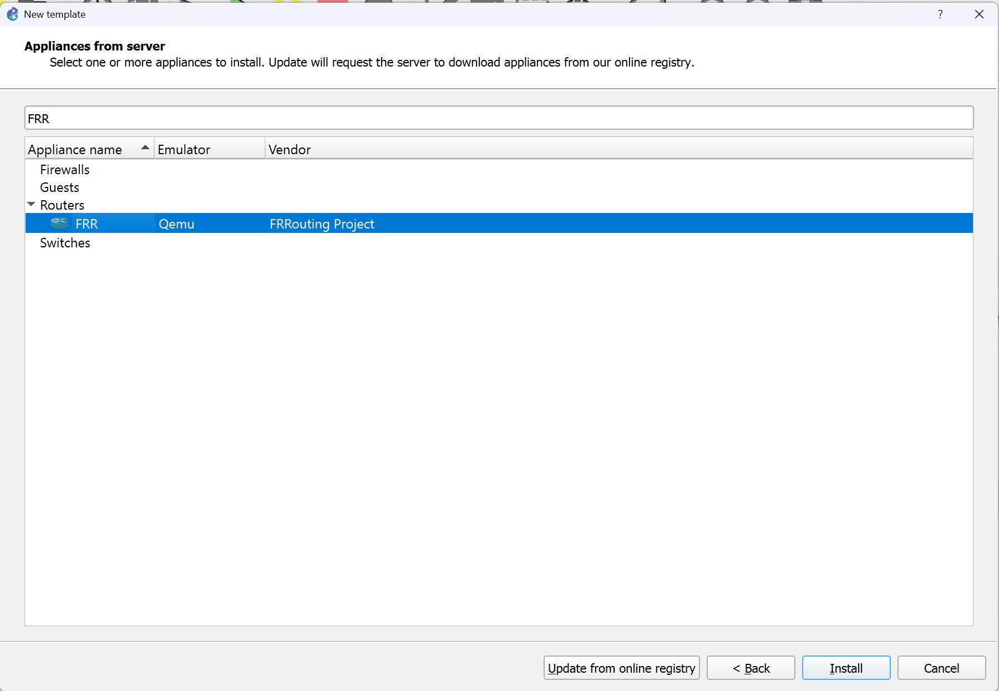 New template
?
Appliances from server
Select one or more appliances to install. Update will request the server to download appliances from our online registry.
FRR
Appliance name Emulator Vendor
Firewalls
Guests
Routers
FRR Qemu FRRouting Project
Switches
Update from online registry < Back Install Cancel